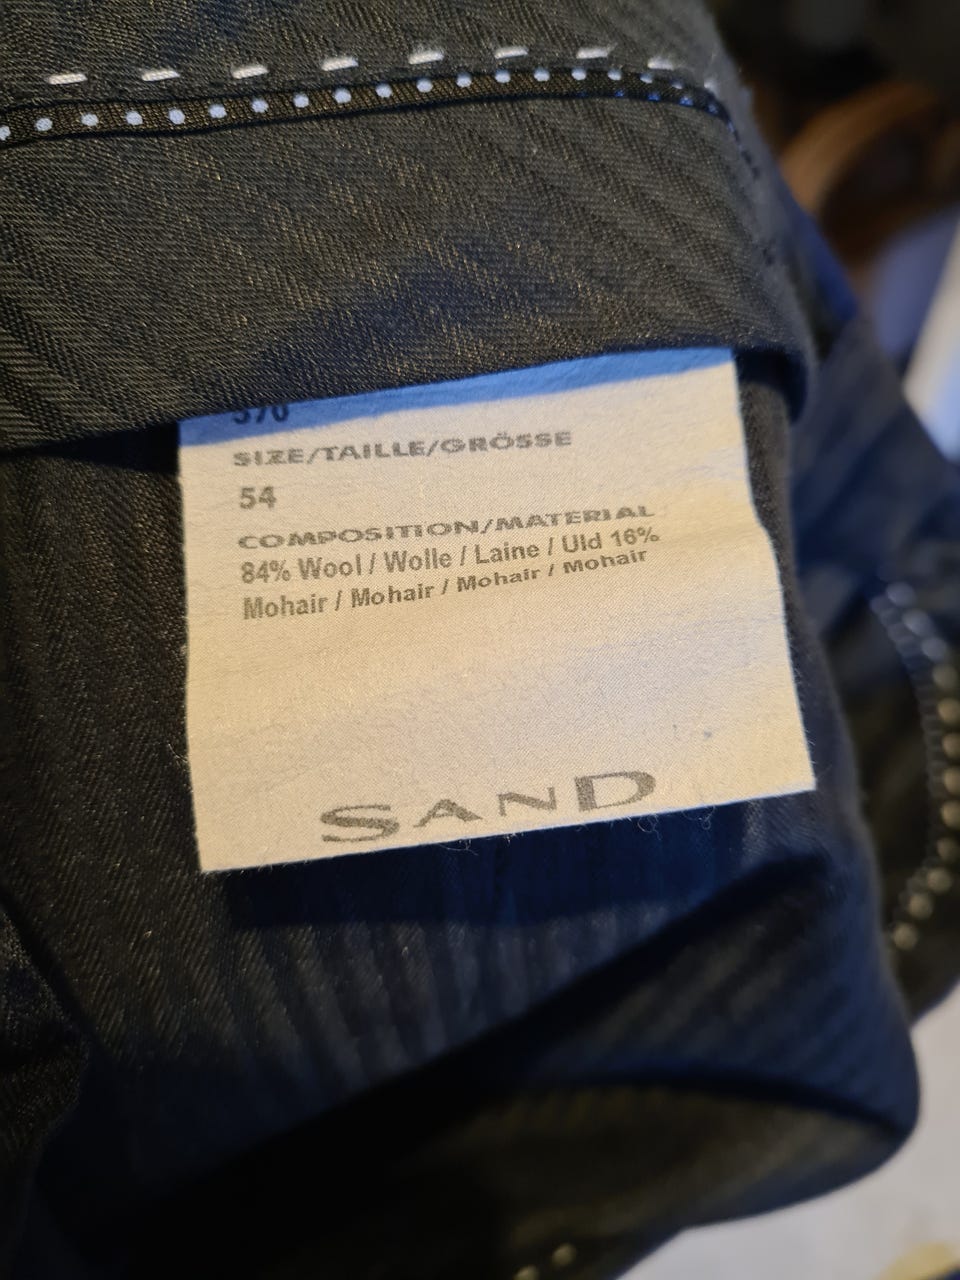 SIZE/TAILLE/GRÖSSE
54
COMPOSITION/MATERIAL
84% Wool / Wolle / Laine / Uld 16%
Mohair / Mohair / Mohair / Mohair
SAND